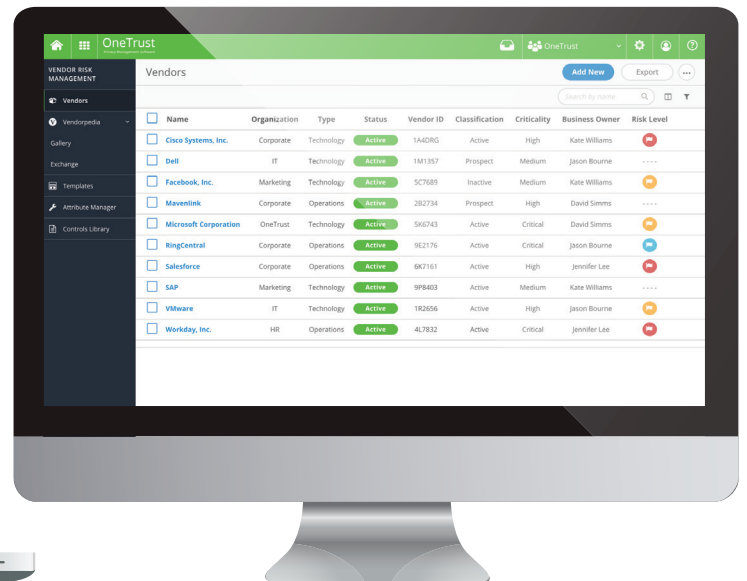 OneTrust
Privacy Management Software
OneTrust
VENDOR RISK
MANAGEMENT
Vendors
Vendorpedia
Gallery
Exchange
Templates
Attribute Manager
Controls Library
Vendors
Add New
Export
Search by name
Name Organization Type Status Vendor ID Classification Criticality Business Owner Risk Level
Cisco Systems, Inc. Corporate Technology Active 1A4DRG Active High Kate Williams
Dell IT Technology Active 1M1357 Prospect Medium Jason Bourne ----
Facebook, Inc. Marketing Technology Active 5C7689 Inactive Medium Kate Williams
Mavenlink Corporate Operations Active 2B2734 Prospect High David Simms ----
Microsoft Corporation OneTrust Technology Active 5K6743 Active Critical David Simms
RingCentral Corporate Operations Active 9E2176 Active Critical Jason Bourne
Salesforce Corporate Operations Active 6K7161 Active High Jennifer Lee
SAP Marketing Technology Active 9P8403 Active Medium Kate Williams ----
VMware IT Technology Active 1R2656 Active High Jason Bourne
Workday, Inc. HR Operations Active 4L7832 Active Critical Jennifer Lee